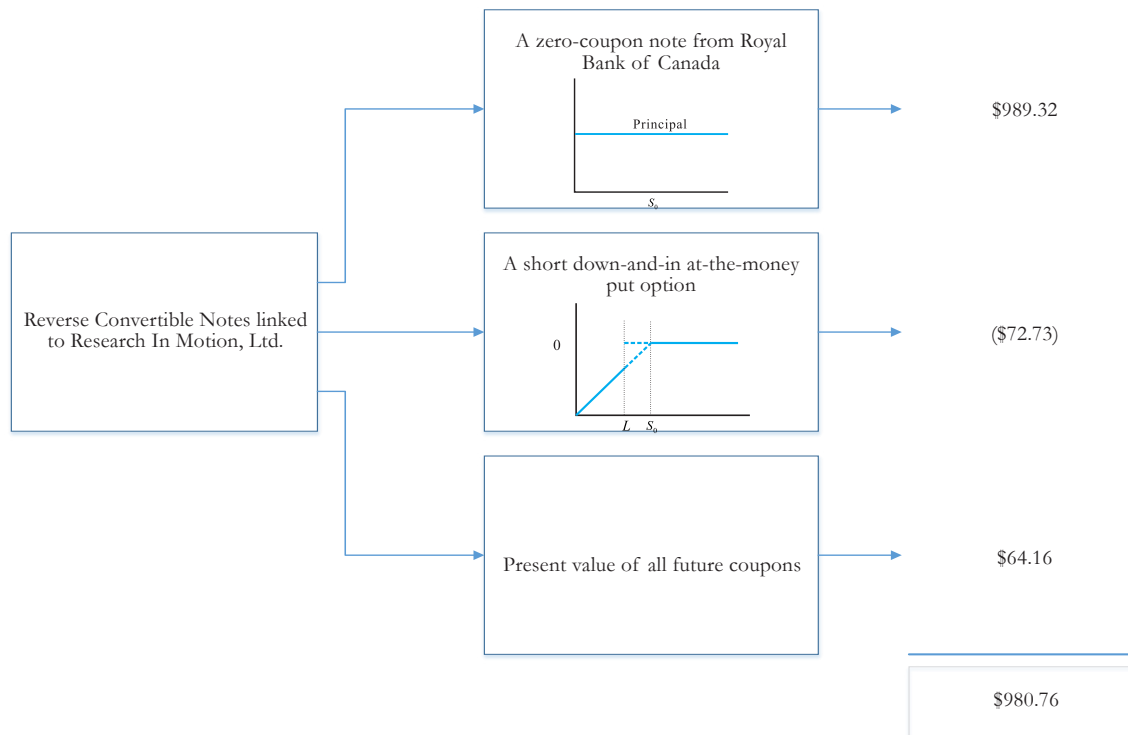 A zero-coupon note from Royal
Bank of Canada
Principal
S₀
$989.32
Reverse Convertible Notes linked
to Research In Motion, Ltd.
A short down-and-in at-the-money
put option
0
L S₀
($72.73)
Present value of all future coupons
$64.16
$980.76